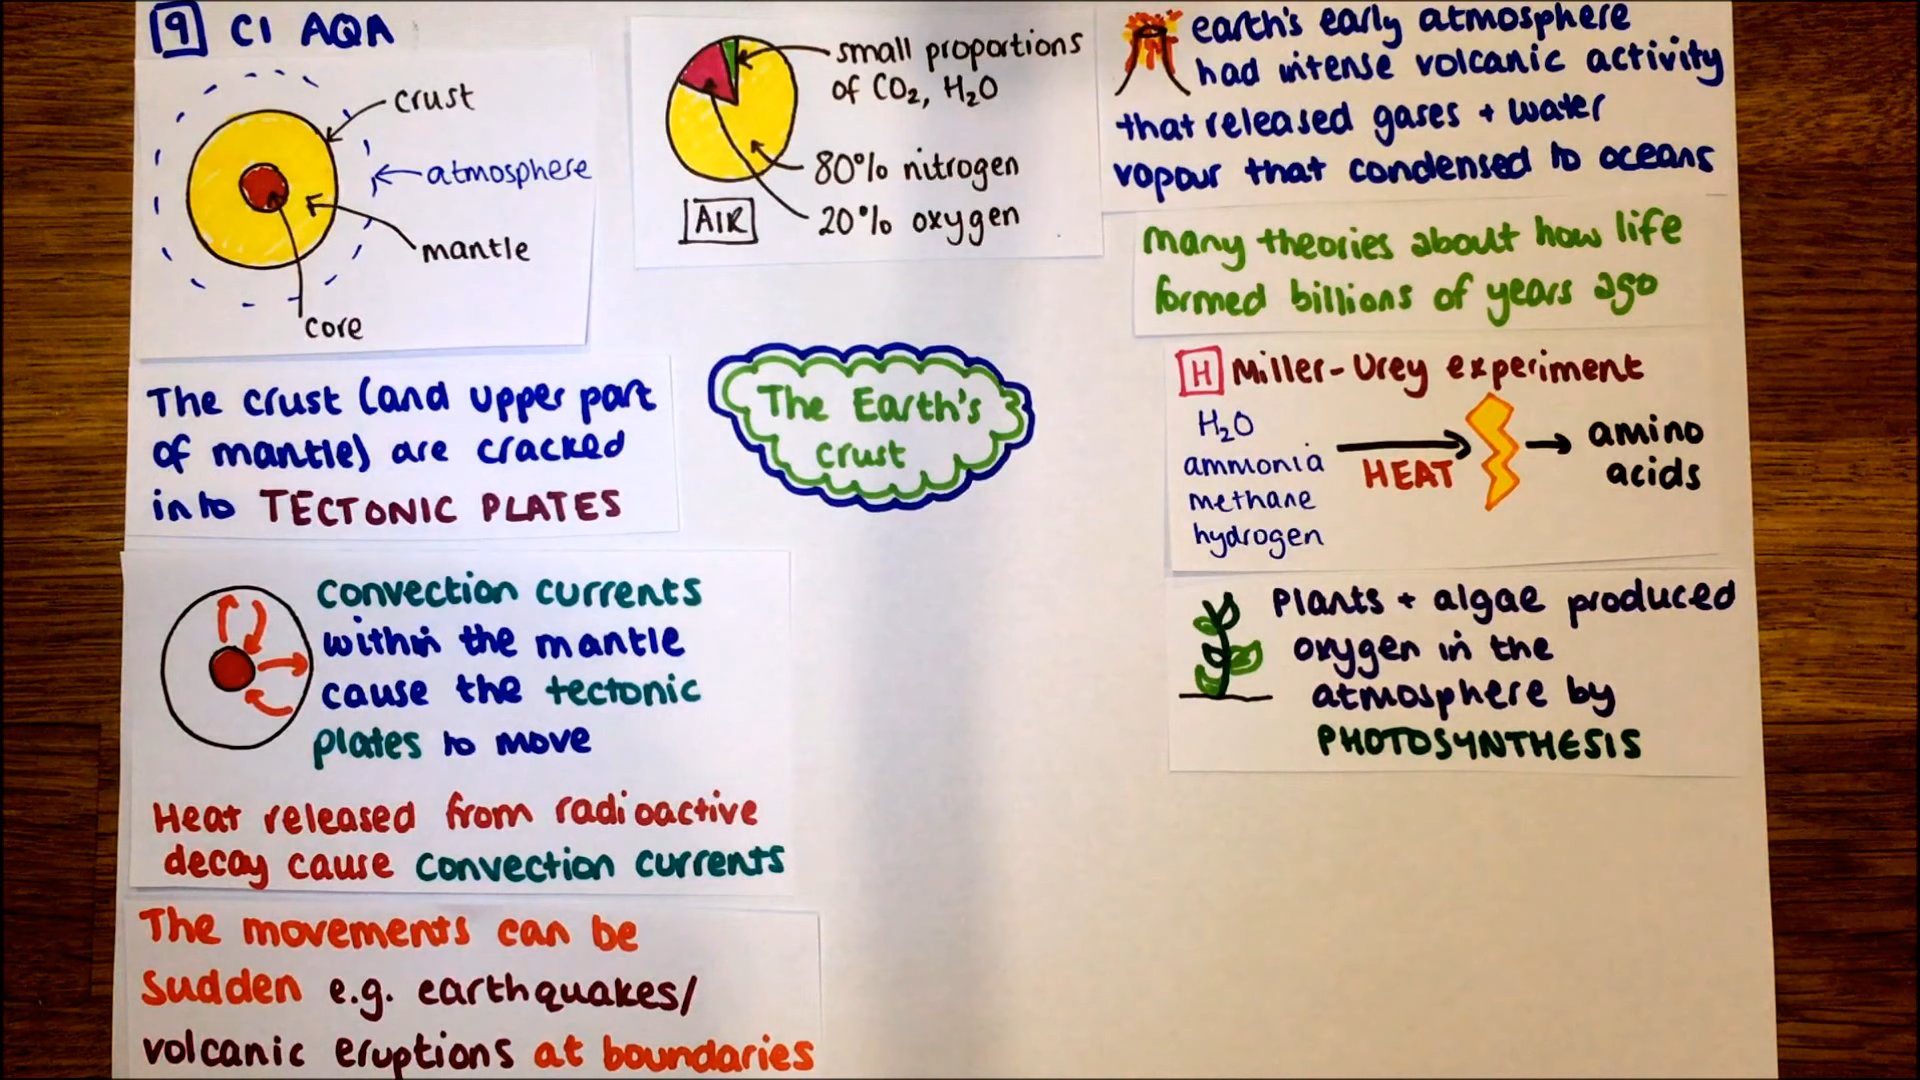 9 C1 AQA
crust
atmosphere
mantle
core
small proportions
of CO₂, H₂O
80% nitrogen
20% oxygen
AIR
earth's early atmosphere
had intense volcanic activity
that released gases + water
vapour that condensed to oceans
many theories about how life
formed billions of years ago
The Earth's
crust
H Miller-Urey experiment
H₂O
ammonia
methane
hydrogen
HEAT
amino
acids
The crust (and upper part
of mantle) are cracked
into TECTONIC PLATES
convection currents
within the mantle
cause the tectonic
plates to move
Heat released from radioactive
decay cause convection currents
Plants + algae produced
oxygen in the
atmosphere by
PHOTOSYNTHESIS
The movements can be
sudden e.g. earthquakes/
volcanic eruptions at boundaries